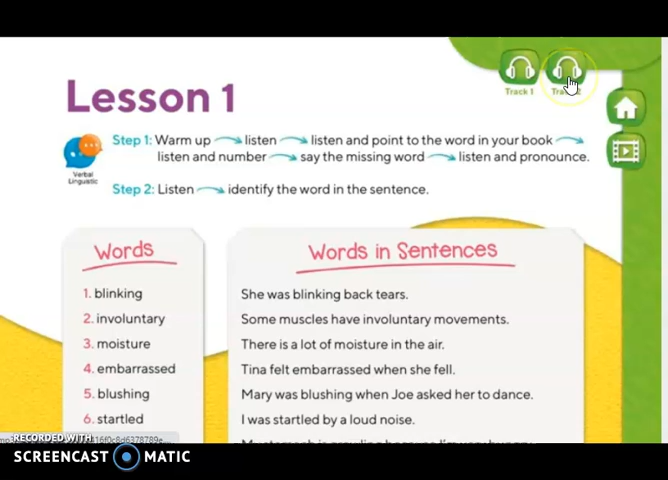 Track 1
Lesson 1
Step 1: Warm up listen listen and point to the word in your book
listen and number say the missing word listen and pronounce.
Verbal
Linguistic
Step 2: Listen identify the word in the sentence.
Words
1. blinking
2. involuntary
3. moisture
4. embarrassed
5. blushing
6. startled
Words in Sentences
She was blinking back tears.
Some muscles have involuntary movements.
There is a lot of moisture in the air.
Tina felt embarrassed when she fell.
Mary was blushing when Joe asked her to dance.
I was startled by a loud noise.
RECORDED WITH
SCREENCAST MATIC